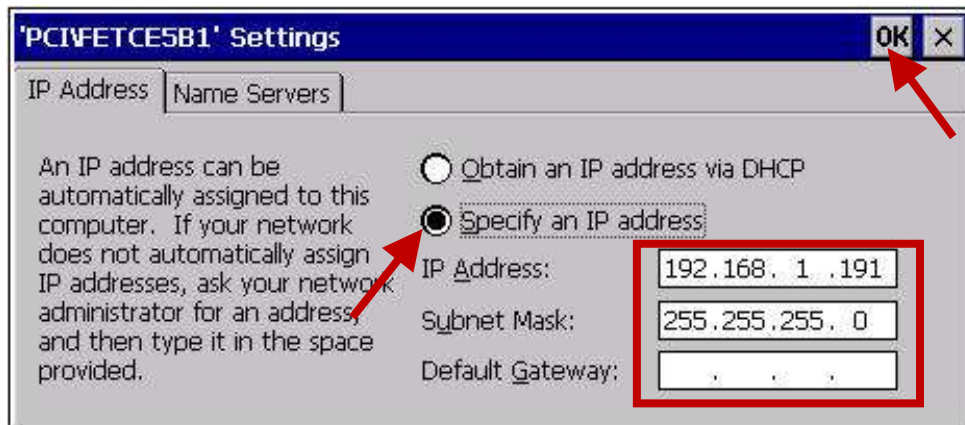 'PCI\FETCE5B1' Settings
OK ×
IP Address
Name Servers
An IP address can be
automatically assigned to this
computer. If your network
does not automatically assign
IP addresses, ask your network
administrator for an address,
and then type it in the space
provided.
Obtain an IP address via DHCP
Specify an IP address
IP Address: 192.168. 1 .191
Subnet Mask: 255.255.255. 0
Default Gateway: . . .